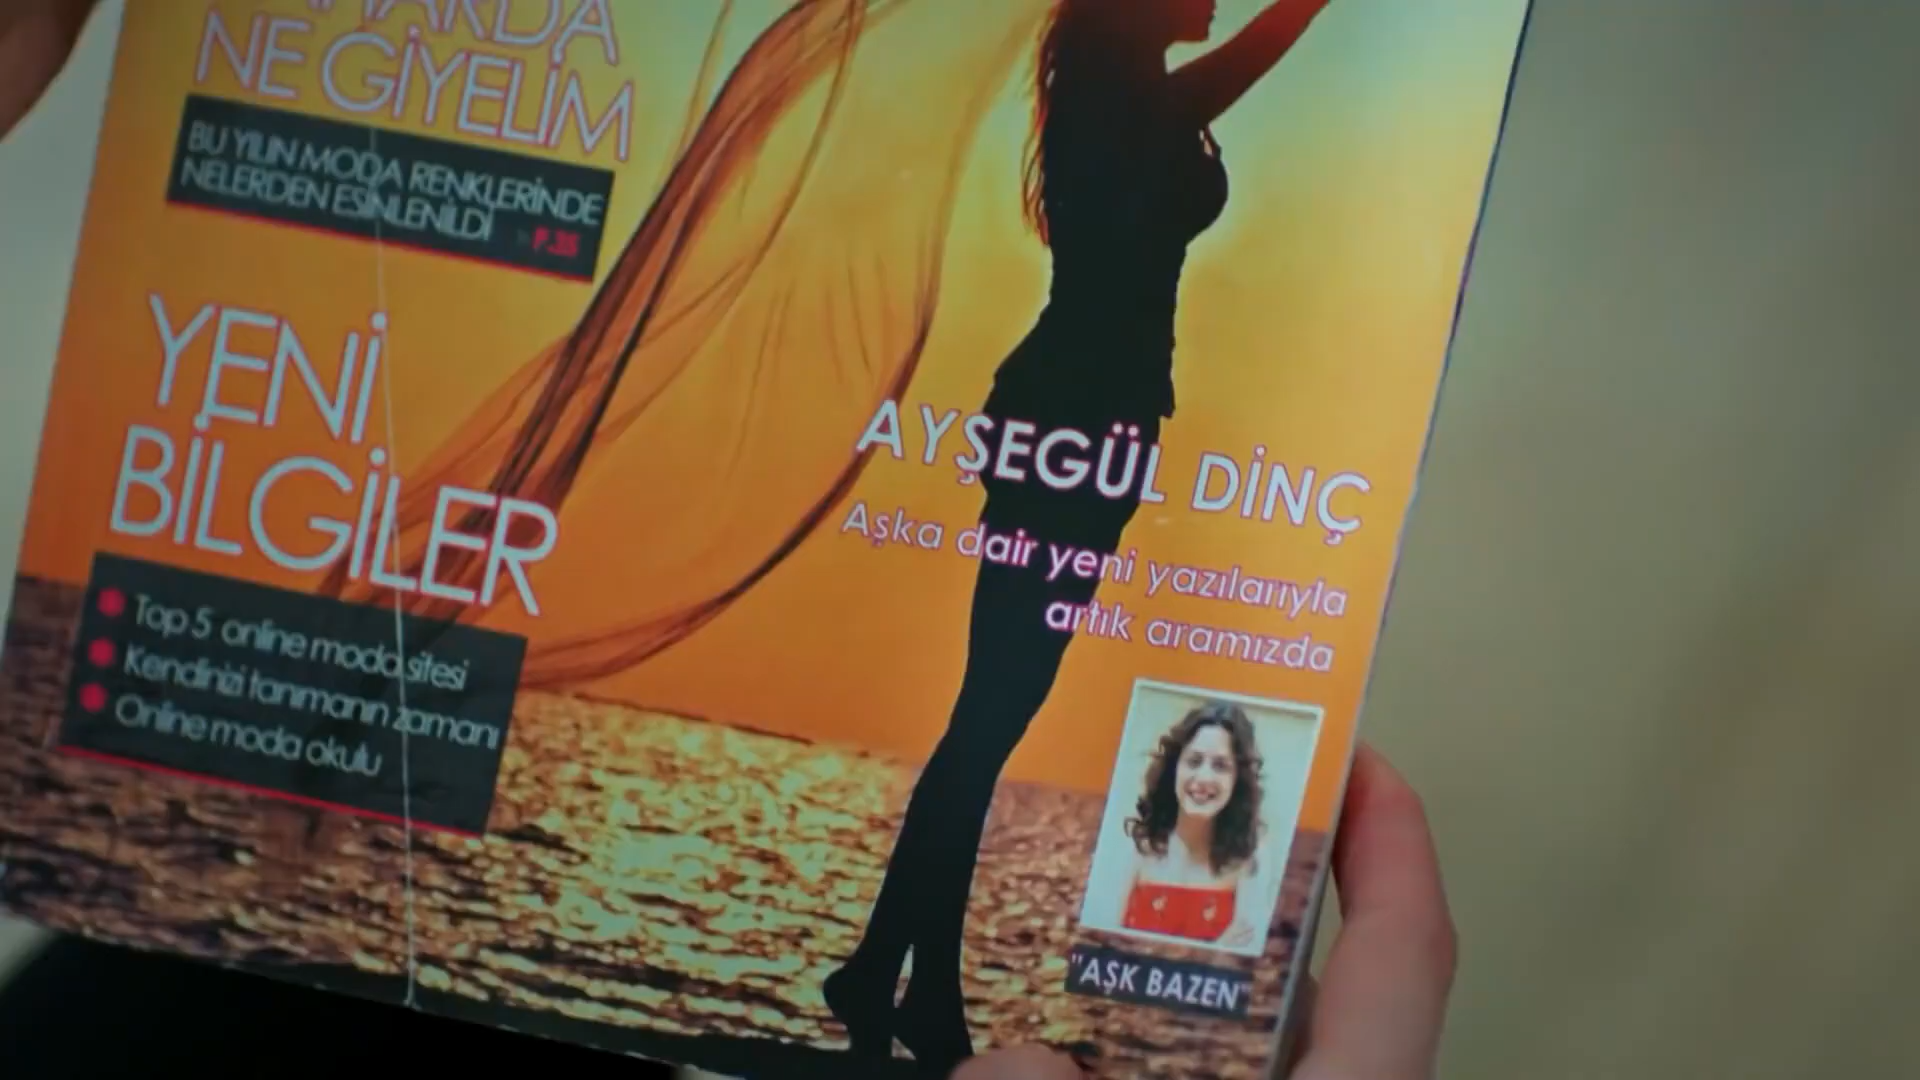 NE GİYELİM
BU YILIN MODA RENKLERİNDE
NELERDEN ESİNLENİLDİ
P.35
YENİ
BİLGİLER
Top 5 online moda sitesi
Kendinizi tanımanın zamanı
Online moda okulu
AYŞEGÜL DİNÇ
Aşka dair yeni yazılarıyla
artık aramızda
"AŞK BAZEN"